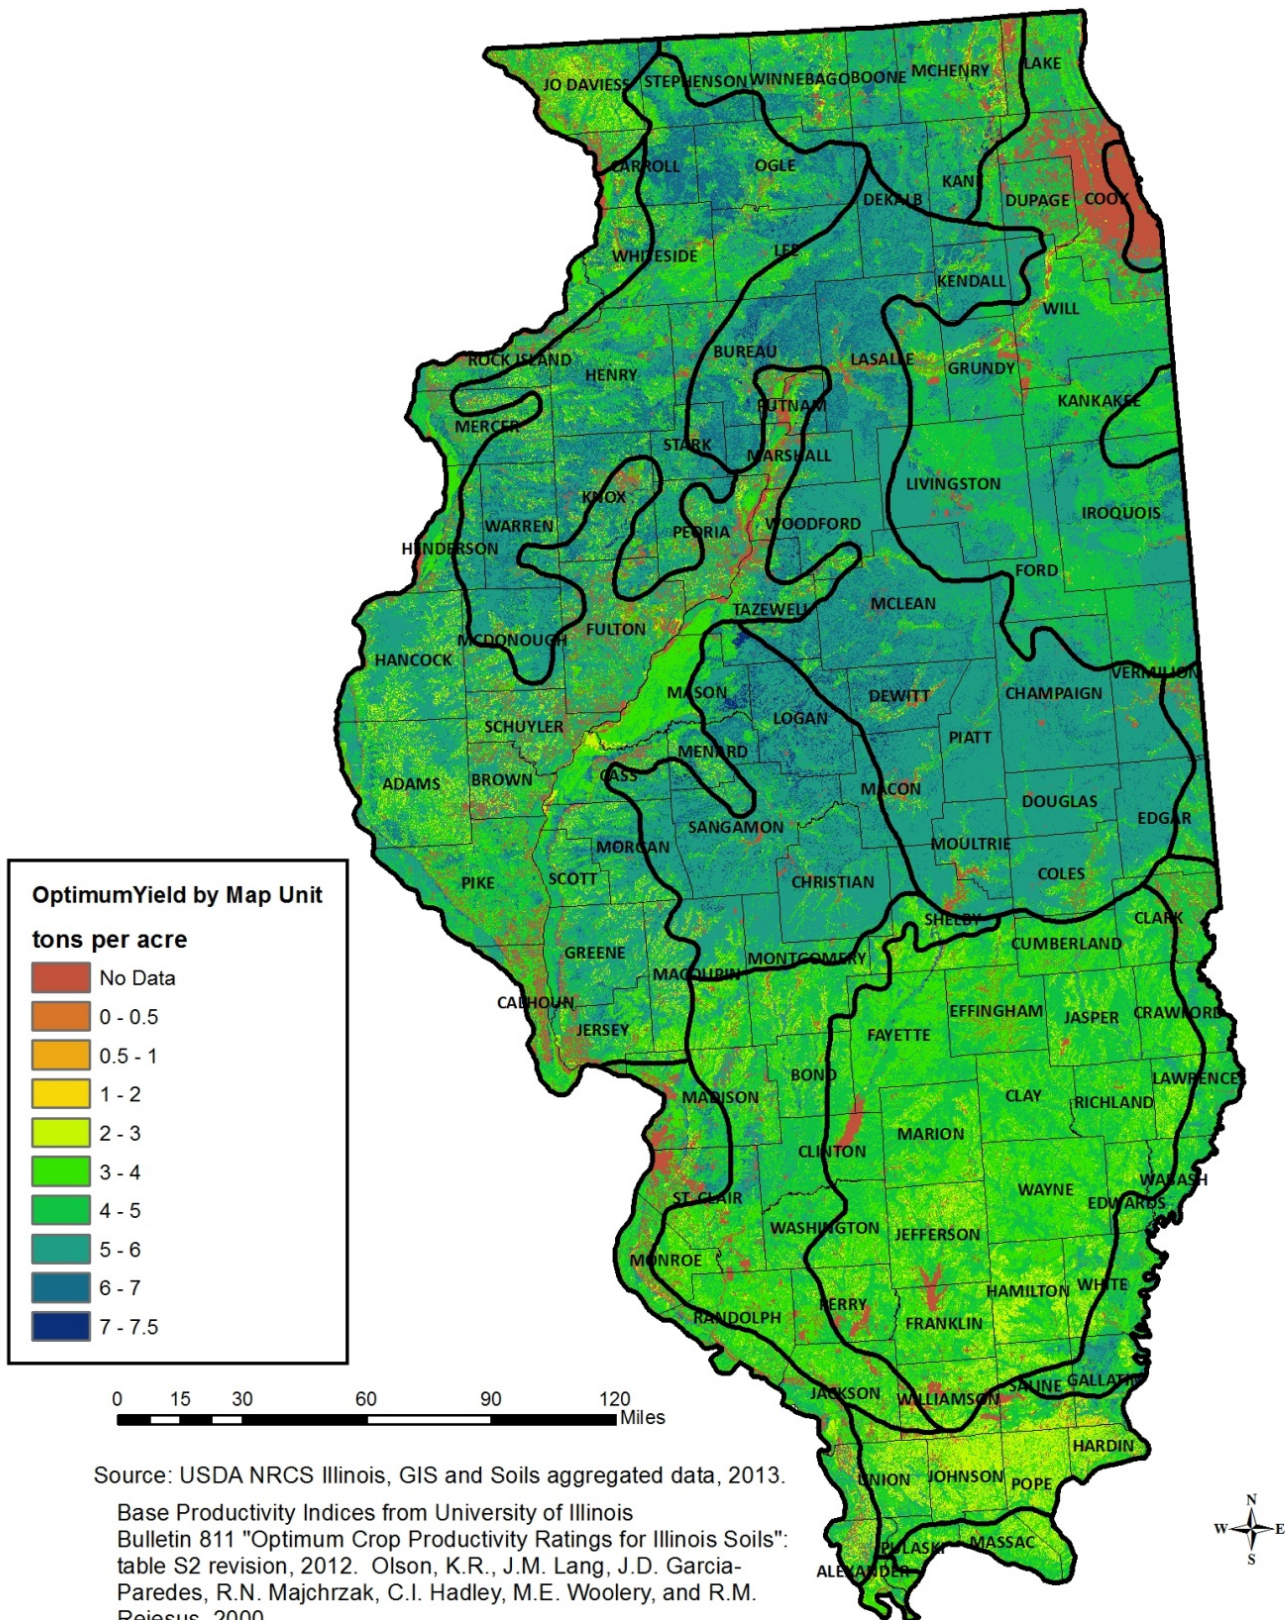 JO DAVIESS
STEPHENSON
WINNEBAGO
BOONE
MCHENRY
LAKE
CARROLL
OGLE
DEKALB
KANE
DUPAGE
COOK
WHITESIDE
LEE
KENDALL
WILL
ROCK ISLAND
HENRY
BUREAU
LASALLE
GRUNDY
PUTNAM
KANKAKEE
MERCER
STARK
MARSHALL
KNOX
LIVINGSTON
IROQUOIS
WARREN
PEORIA
WOODFORD
HENDERSON
FORD
TAZEWELL
MCLEAN
FULTON
MCDONOUGH
HANCOCK
VERMILION
MASON
LOGAN
DEWITT
CHAMPAIGN
SCHUYLER
MENARD
PIATT
ADAMS
BROWN
CASS
MACON
DOUGLAS
EDGAR
SANGAMON
MORGAN
MOULTRIE
PIKE
SCOTT
CHRISTIAN
COLES
SHELBY
CLARK
CUMBERLAND
GREENE
MACOUPIN
MONTGOMERY
CALHOUN
JERSEY
FAYETTE
EFFINGHAM
JASPER
CRAWFORD
BOND
MADISON
CLAY
RICHLAND
LAWRENCE
MARION
CLINTON
ST. CLAIR
WAYNE
EDWARDS
WABASH
WASHINGTON
JEFFERSON
MONROE
HAMILTON
WHITE
RANDOLPH
PERRY
FRANKLIN
JACKSON
WILLIAMSON
SALINE
GALLATIN
HARDIN
UNION
JOHNSON
POPE
PULASKI
MASSAC
ALEXANDER
OptimumYield by Map Unit
tons per acre
No Data
0 - 0.5
0.5 - 1
1 - 2
2 - 3
3 - 4
4 - 5
5 - 6
6 - 7
7 - 7.5
0 15 30 60 90 120
Miles
Source: USDA NRCS Illinois, GIS and Soils aggregated data, 2013.
Base Productivity Indices from University of Illinois
Bulletin 811 "Optimum Crop Productivity Ratings for Illinois Soils":
table S2 revision, 2012. Olson, K.R., J.M. Lang, J.D. Garcia-
Paredes, R.N. Majchrzak, C.I. Hadley, M.E. Woolery, and R.M.
Rejesus, 2000
N
W E
S